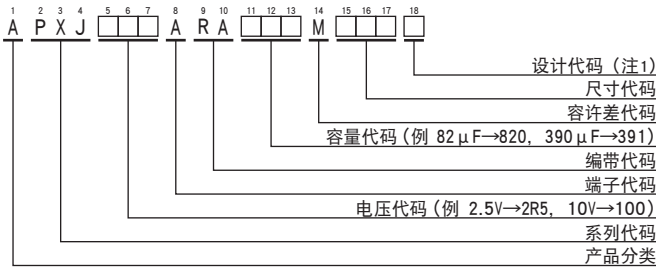 1 2 3 4 5 6 7 8 9 10 11 12 13 14 15 16 17 18
A P X J □□□ A R A □□□ M □□□ □
设计代码（注1）
尺寸代码
容许差代码
容量代码（例 82μF→820，390μF→391）
编带代码
端子代码
电压代码（例 2.5V→2R5，10V→100）
系列代码
产品分类